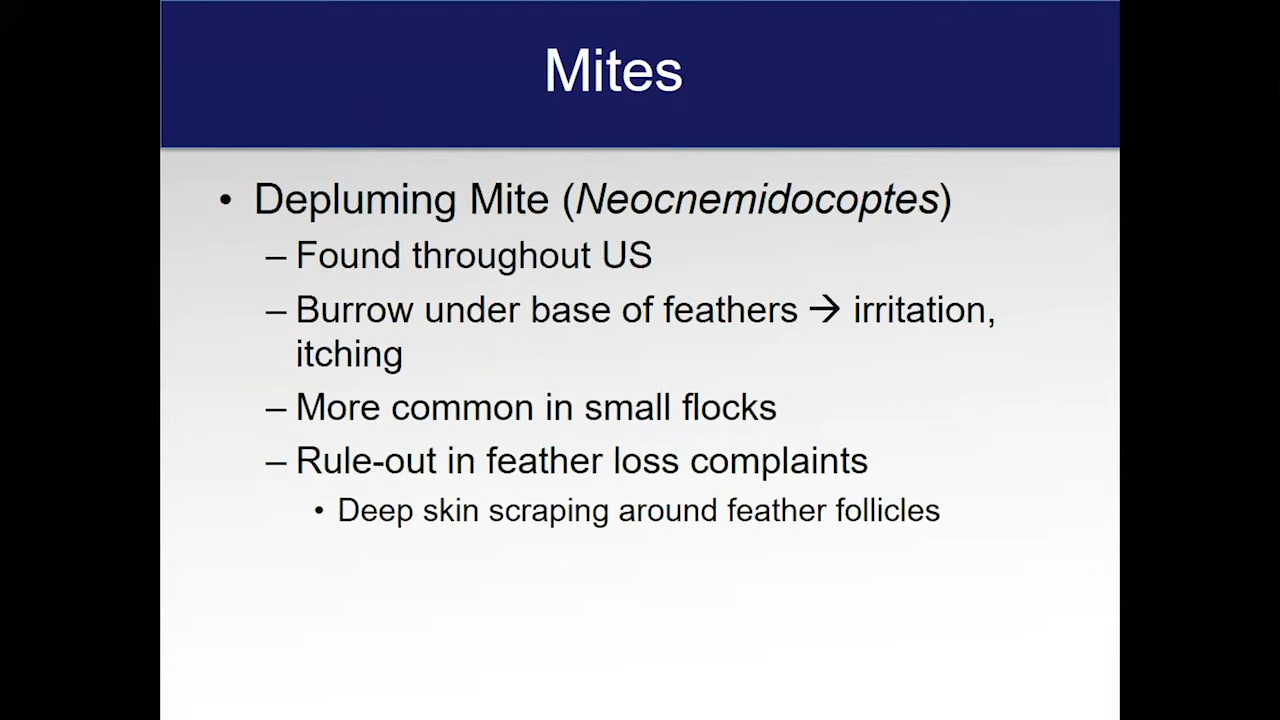 Mites
• Depluming Mite (Neocnemidocoptes)
– Found throughout US
– Burrow under base of feathers → irritation,
itching
– More common in small flocks
– Rule-out in feather loss complaints
• Deep skin scraping around feather follicles